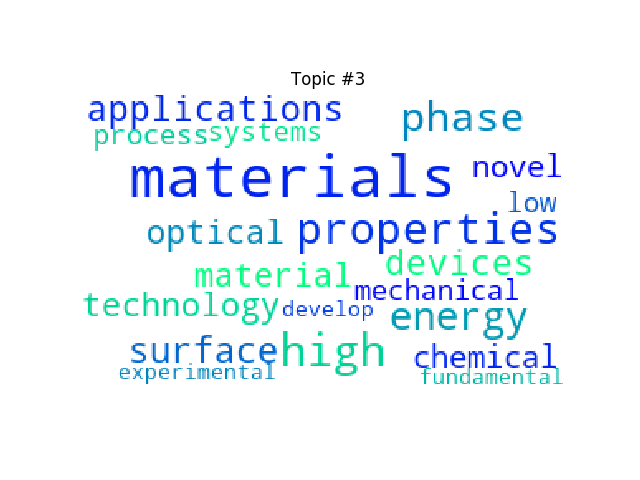 Topic #3
applications
phase
process systems
materials
novel
low
optical properties
devices
material
mechanical
technology develop
energy
surface high
chemical
experimental
fundamental